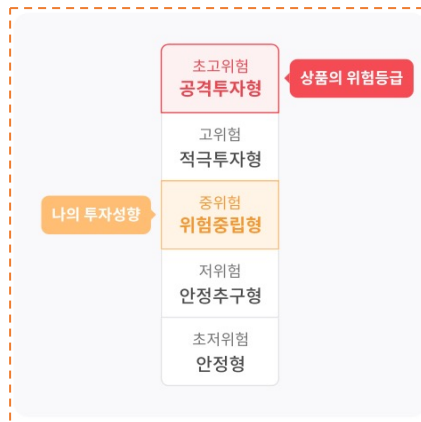 초고위험
공격투자형
상품의 위험등급
고위험
적극투자형
중위험
위험중립형
나의 투자성향
저위험
안정추구형
초저위험
안정형